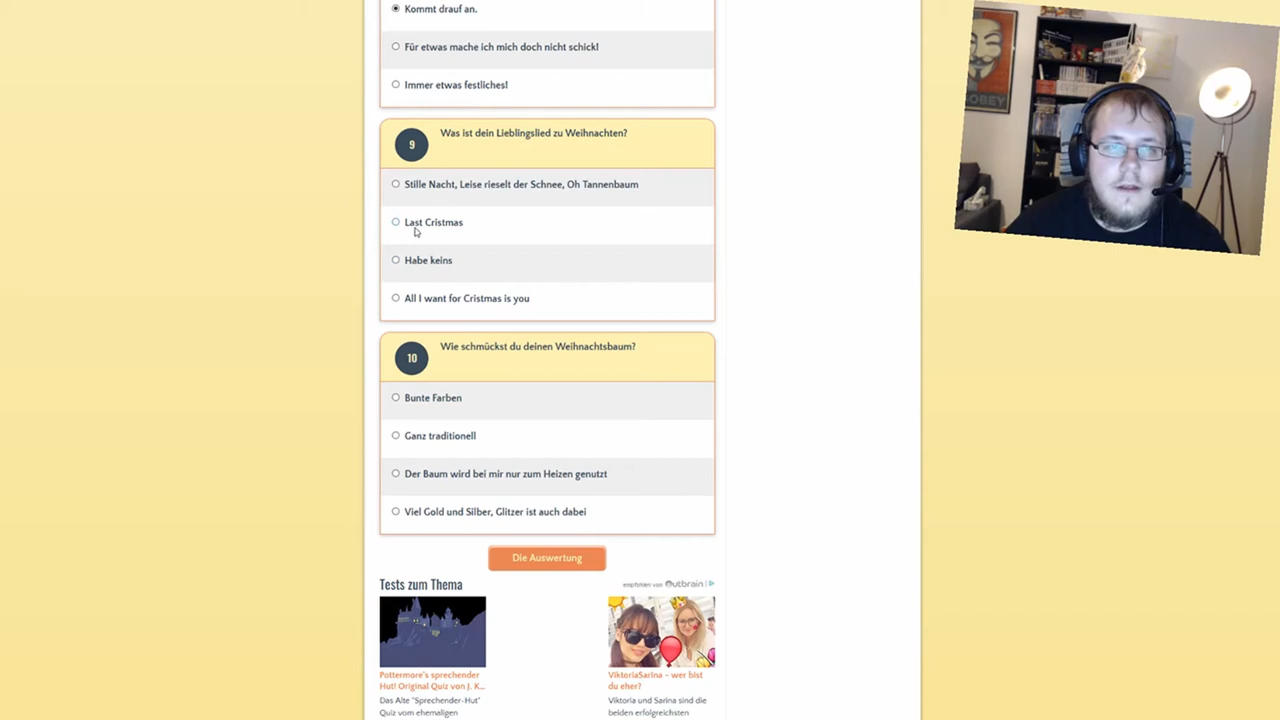 Kommt drauf an.
Für etwas mache ich mich doch nicht schick!
Immer etwas festliches!
9
Was ist dein Lieblingslied zu Weihnachten?
Stille Nacht, Leise rieselt der Schnee, Oh Tannenbaum
Last Cristmas
Habe keins
All I want for Cristmas is you
10
Wie schmückst du deinen Weihnachtsbaum?
Bunte Farben
Ganz traditionell
Der Baum wird bei mir nur zum Heizen genutzt
Viel Gold und Silber, Glitzer ist auch dabei
Die Auswertung
Tests zum Thema
empfohlen von Outbrain
Pottermore's sprechender
Hut! Original Quiz von J. K...
Das Alte "Sprechender-Hut"
Quiz vom ehemaligen
ViktoriaSarina - wer bist
du eher?
Viktoria und Sarina sind die
beiden erfolgreichsten
OBEY